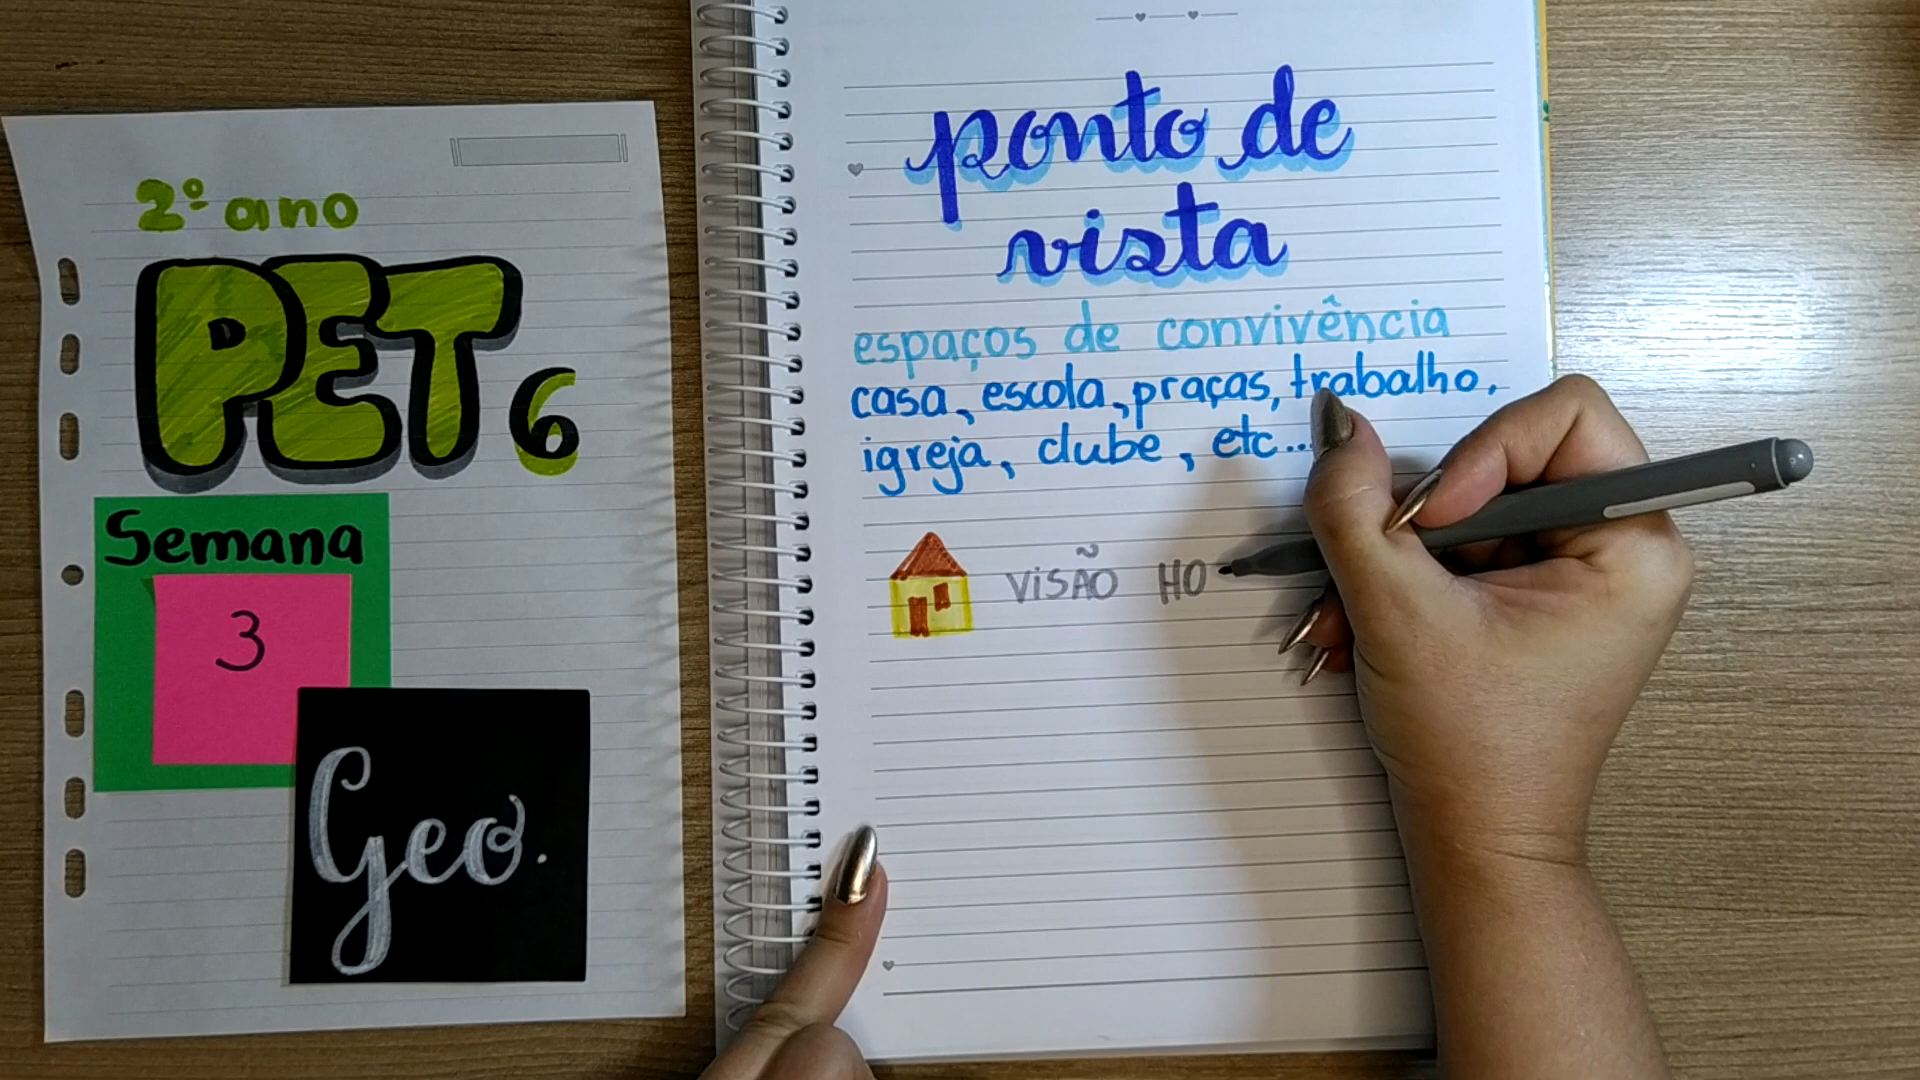 2º ano
PET 6
Semana
3
Geo.
ponto de
vista
espaços de convivência
casa, escola, praças, trabalho,
igreja, clube, etc...
VISÃO HO